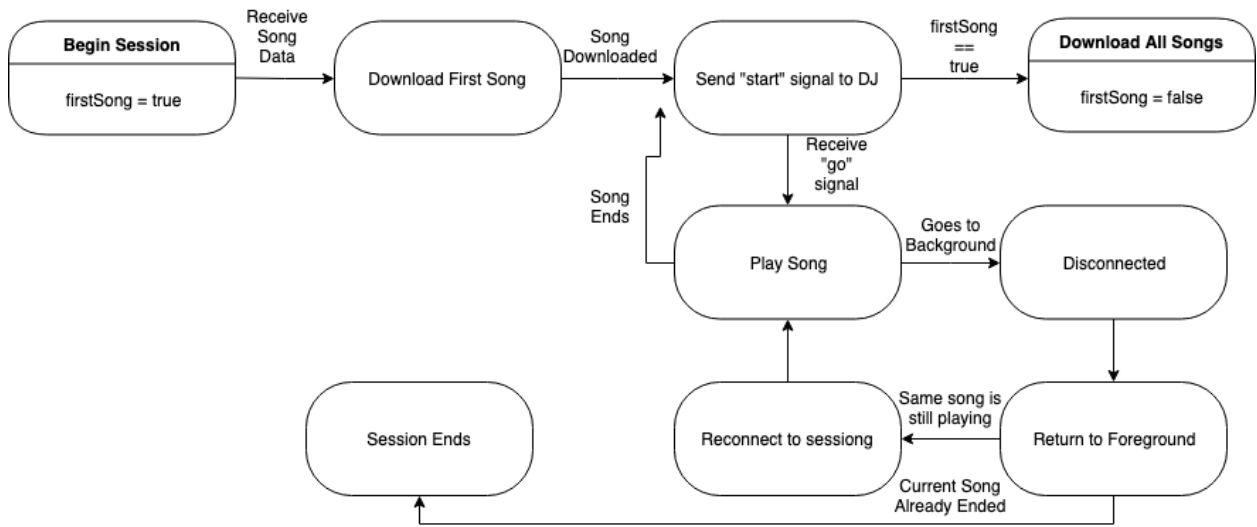 Begin Session
firstSong = true
Receive
Song
Data
Download First Song
Song
Downloaded
Send "start" signal to DJ
firstSong
==
true
Download All Songs
firstSong = false
Receive
"go"
signal
Song
Ends
Play Song
Goes to
Background
Disconnected
Session Ends
Reconnect to sessiong
Same song is
still playing
Return to Foreground
Current Song
Already Ended